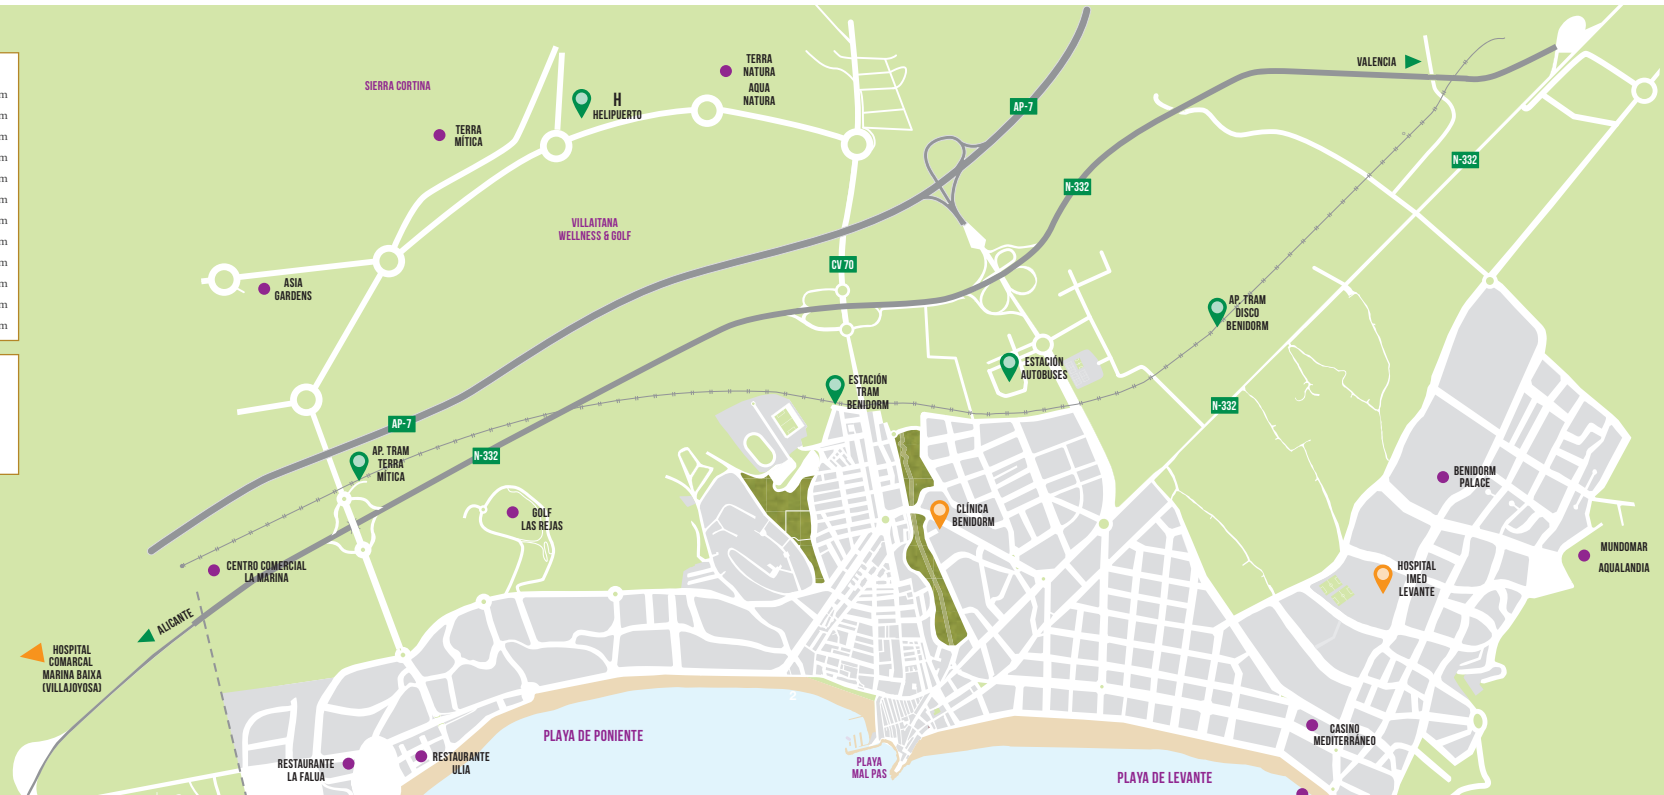 m
m
m
m
m
m
m
m
m
m
m
m
SIERRA CORTINA
TERRA
MÍTICA
H
HELIPUERTO
TERRA
NATURA
AQUA
NATURA
AP-7
VALENCIA
N-332
N-332
VILLAITANA
WELLNESS & GOLF
CV 70
ASIA
GARDENS
AP. TRAM
DISCO
BENIDORM
ESTACIÓN
AUTOBUSES
ESTACIÓN
TRAM
BENIDORM
N-332
AP-7
N-332
AP. TRAM
TERRA
MÍTICA
GOLF
LAS REJAS
CLÍNICA
BENIDORM
BENIDORM
PALACE
MUNDOMAR
AQUALANDIA
HOSPITAL
IMED
LEVANTE
CENTRO COMERCIAL
LA MARINA
ALICANTE
HOSPITAL
COMARCAL
MARINA BAIXA
(VILLAJOYOSA)
2
PLAYA DE PONIENTE
CASINO
MEDITERRÁNEO
RESTAURANTE
LA FALUA
RESTAURANTE
ULIA
PLAYA
MAL PAS
PLAYA DE LEVANTE